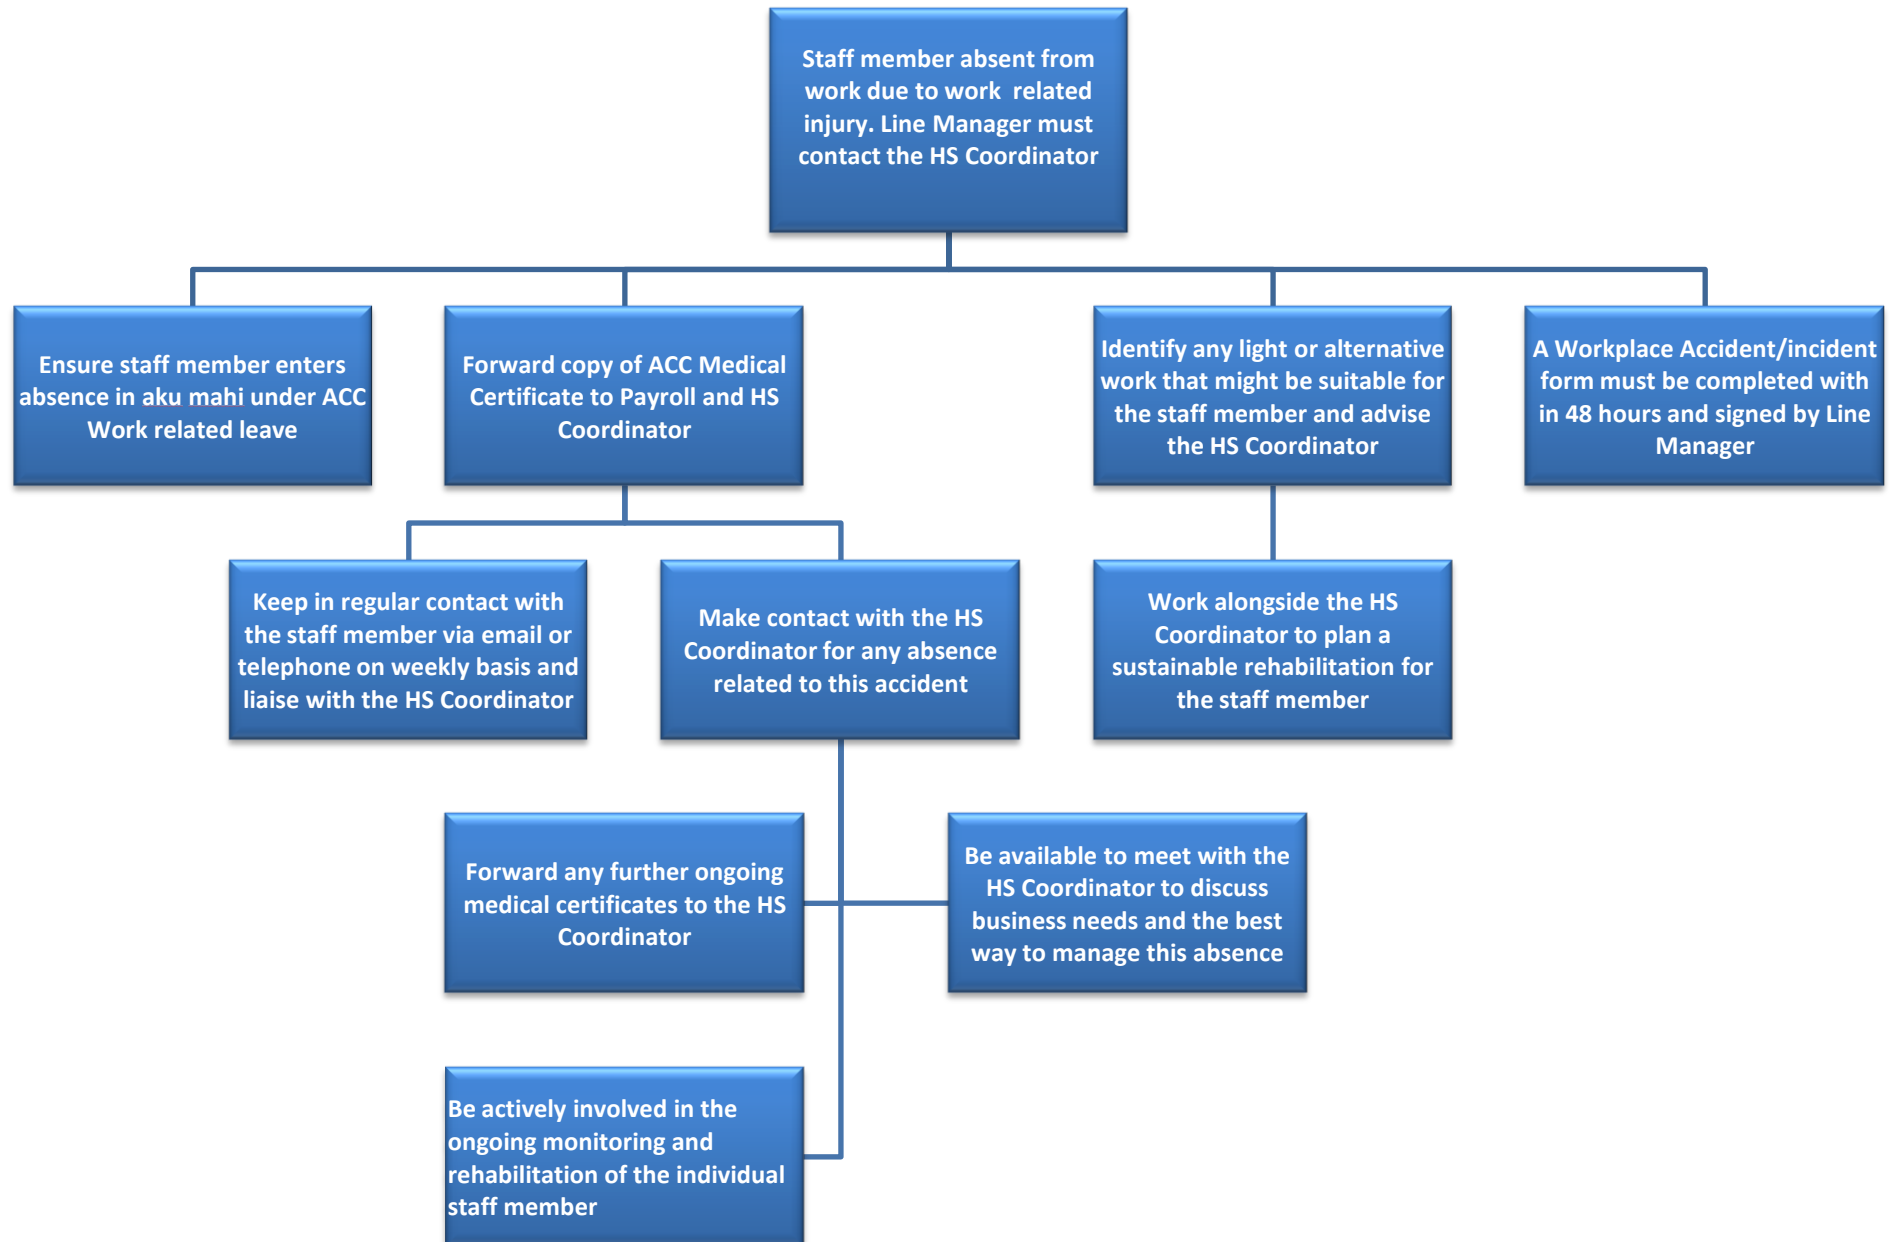 Staff member absent from
work due to work  related
injury. Line Manager must
contact the HS Coordinator
Ensure staff member enters
absence in aku mahi under ACC
Work related leave
Forward copy of ACC Medical
Certificate to Payroll and HS
Coordinator
Identify any light or alternative
work that might be suitable for
the staff member and advise
the HS Coordinator
A Workplace Accident/incident
form must be completed with
in 48 hours and signed by Line
Manager
Keep in regular contact with
the staff member via email or
telephone on weekly basis and
liaise with the HS Coordinator
Make contact with the HS
Coordinator for any absence
related to this accident
Work alongside the HS
Coordinator to plan a
sustainable rehabilitation for
the staff member
Forward any further ongoing
medical certificates to the HS
Coordinator
Be available to meet with the
HS Coordinator to discuss
business needs and the best
way to manage this absence
Be actively involved in the
ongoing monitoring and
rehabilitation of the individual
staff member